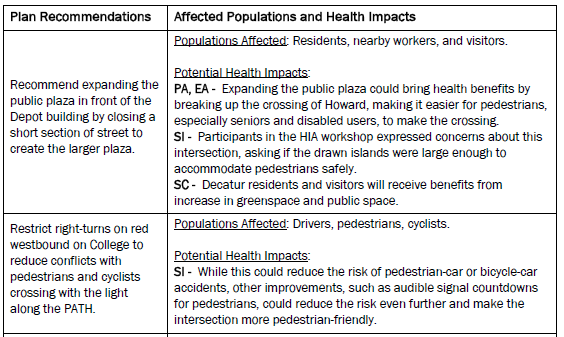 Plan Recommendations
Affected Populations and Health Impacts
Recommend expanding the
public plaza in front of the
Depot building by closing a
short section of street to
create the larger plaza.
Populations Affected: Residents, nearby workers, and visitors.
Potential Health Impacts:
PA, EA - Expanding the public plaza could bring health benefits by
breaking up the crossing of Howard, making it easier for pedestrians,
especially seniors and disabled users, to make the crossing.
SI - Participants in the HIA workshop expressed concerns about this
intersection, asking if the drawn islands were large enough to
accommodate pedestrians safely.
SC - Decatur residents and visitors will receive benefits from
increase in greenspace and public space.
Restrict right-turns on red
westbound on College to
reduce conflicts with
pedestrians and cyclists
crossing with the light
along the PATH.
Populations Affected: Drivers, pedestrians, cyclists.
Potential Health Impacts:
SI - While this could reduce the risk of pedestrian-car or bicycle-car
accidents, other improvements, such as audible signal countdowns
for pedestrians, could reduce the risk even further and make the
intersection more pedestrian-friendly.